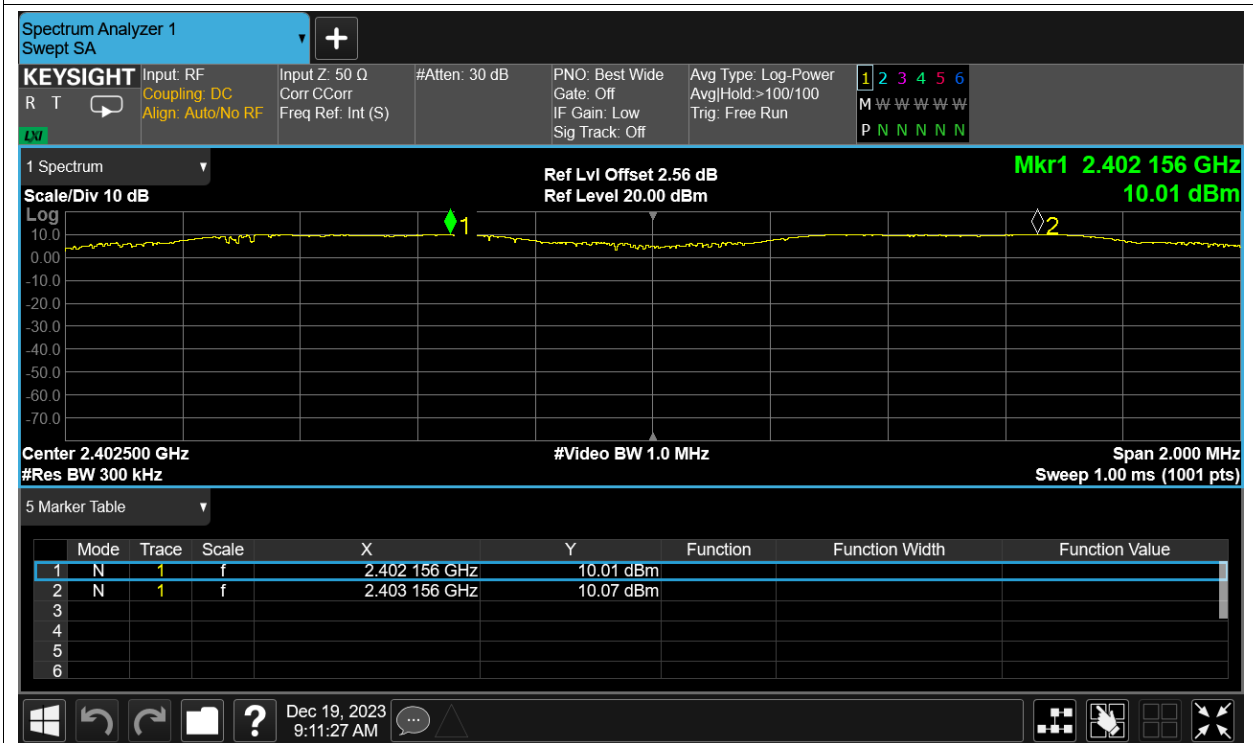 Spectrum Analyzer 1
Swept SA
▼
+
KEYSIGHT Input: RF Input Z: 50 Ω #Atten: 30 dB PNO: Best Wide Avg Type: Log-Power 1 2 3 4 5 6
R T Coupling: DC Corr CCorr Gate: Off Avg|Hold:>100/100 M W W W W W
Align: Auto/No RF Freq Ref: Int (S) IF Gain: Low Trig: Free Run
LXI Sig Track: Off P N N N N N
1 Spectrum ▼ Ref Lvl Offset 2.56 dB Mkr1 2.402 156 GHz
Scale/Div 10 dB Ref Level 20.00 dBm 10.01 dBm
Log
1
2
10.0
0.00
-10.0
-20.0
-30.0
-40.0
-50.0
-60.0
-70.0
Center 2.402500 GHz #Video BW 1.0 MHz Span 2.000 MHz
#Res BW 300 kHz Sweep 1.00 ms (1001 pts)
5 Marker Table ▼
Mode Trace Scale X Y Function Function Width Function Value
1 N 1 f 2.402 156 GHz 10.01 dBm
2 N 1 f 2.403 156 GHz 10.07 dBm
3
4
5
6
? Dec 19, 2023
9:11:27 AM